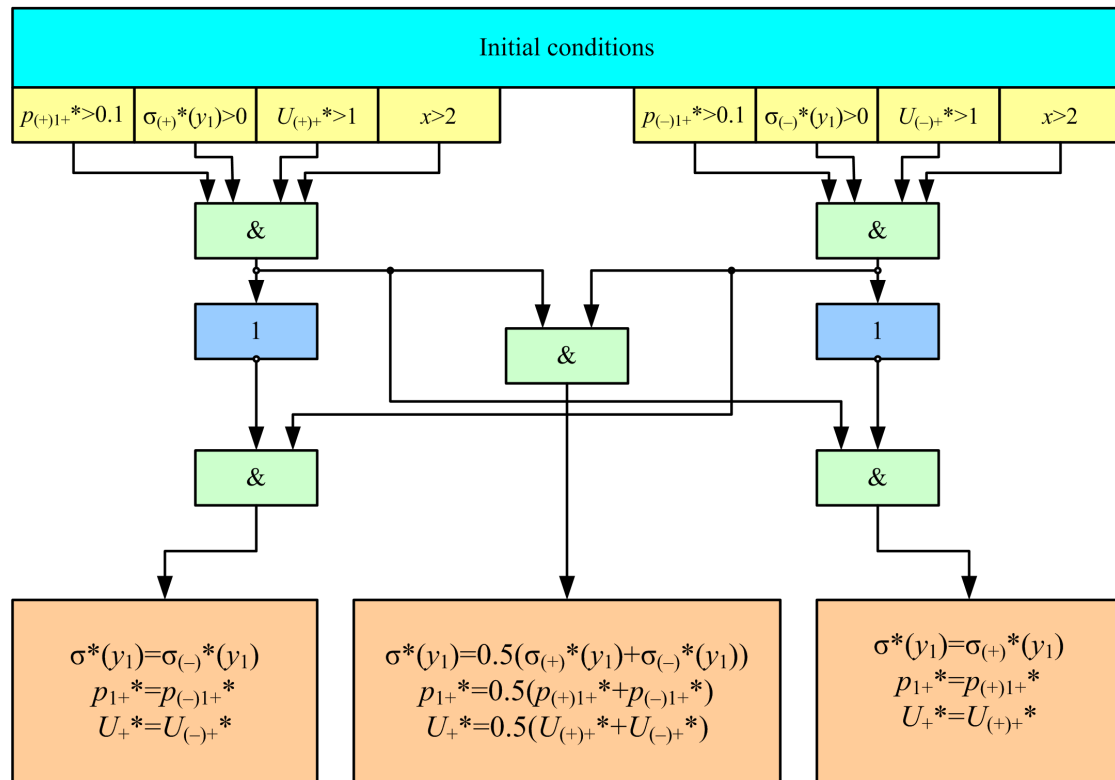 Initial conditions
p(+)1+*>0.1 σ(+)*(y1)>0 U(+)+*>1 x>2 p(−)1+*>0.1 σ(−)*(y1)>0 U(−)+*>1 x>2
& &
1 & 1
& &
σ*(y1)=σ(−)*(y1)
p1+*=p(−)1+*
U+*=U(−)+*
σ*(y1)=0.5(σ(+)*(y1)+σ(−)*(y1))
p1+*=0.5(p(+)1+*+p(−)1+*)
U+*=0.5(U(+)+*+U(−)+*)
σ*(y1)=σ(+)*(y1)
p1+*=p(+)1+*
U+*=U(+)+*